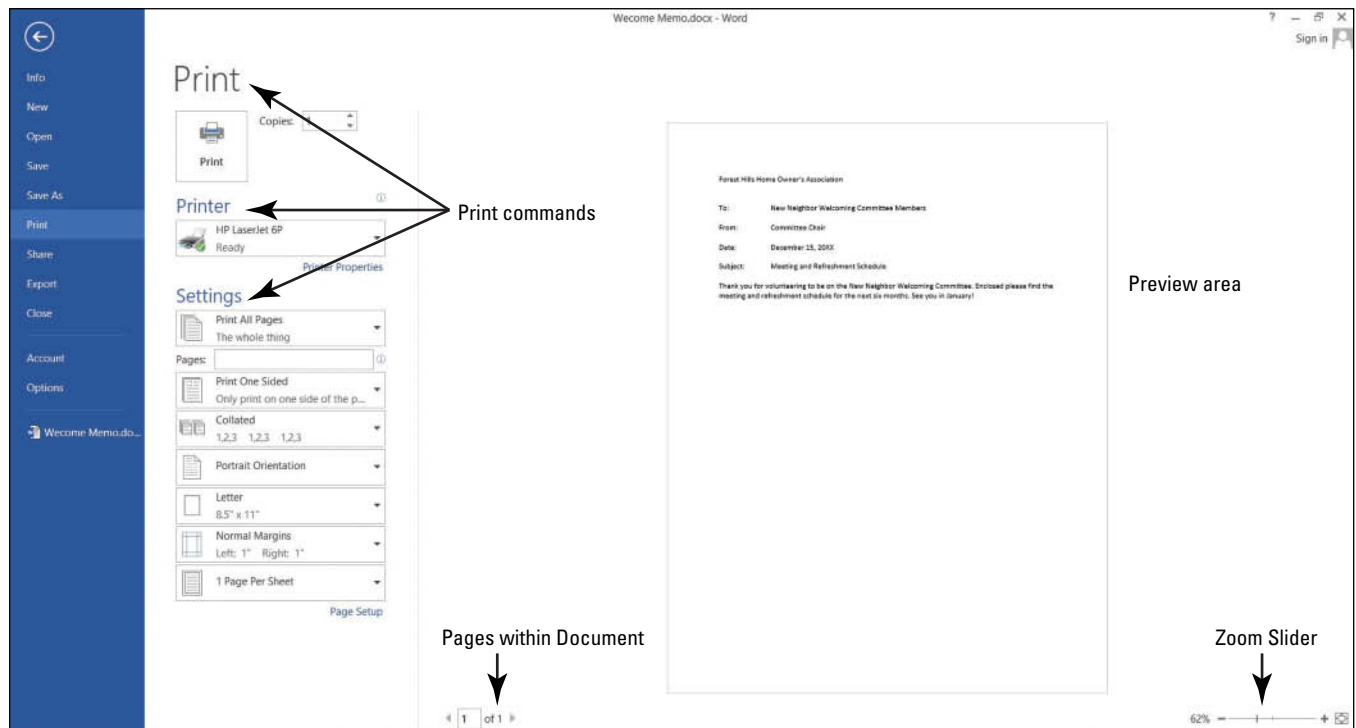 Wecome Memo.docx - Word
?
Sign in
Info
New
Open
Save
Save As
Print
Share
Export
Close
Account
Options
Wecome Memo.do...
Print
Copies:
Print
Printer
HP LaserJet 6P
Ready
Printer Properties
Settings
Print All Pages
The whole thing
Pages:
Print One Sided
Only print on one side of the p...
Collated
1,2,3 1,2,3 1,2,3
Portrait Orientation
Letter
8.5" x 11"
Normal Margins
Left: 1" Right: 1"
1 Page Per Sheet
Page Setup
Print commands
Forest Hills Home Owner's Association
To: New Neighbor Welcoming Committee Members
From: Committee Chair
Date: December 15, 20XX
Subject: Meeting and Refreshment Schedule
Thank you for volunteering to be on the New Neighbor Welcoming Committee. Enclosed please find the
meeting and refreshment schedule for the next six months. See you in January!
Preview area
Pages within Document
Zoom Slider
1 of 1
62%